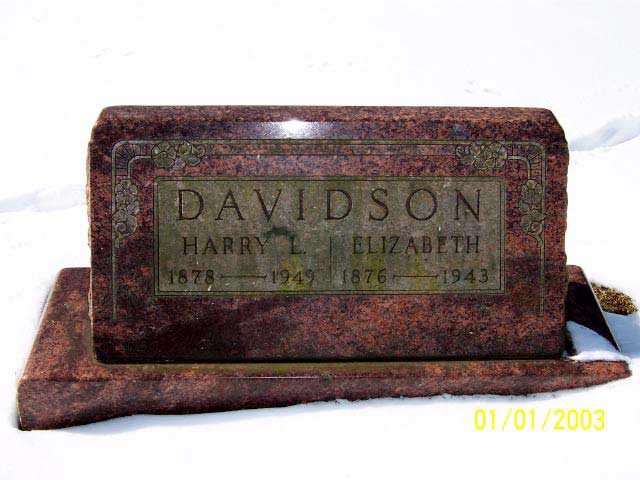 DAVIDSON
HARRY L. ELIZABETH
1878 — 1949 1876 — 1943
01/01/2003